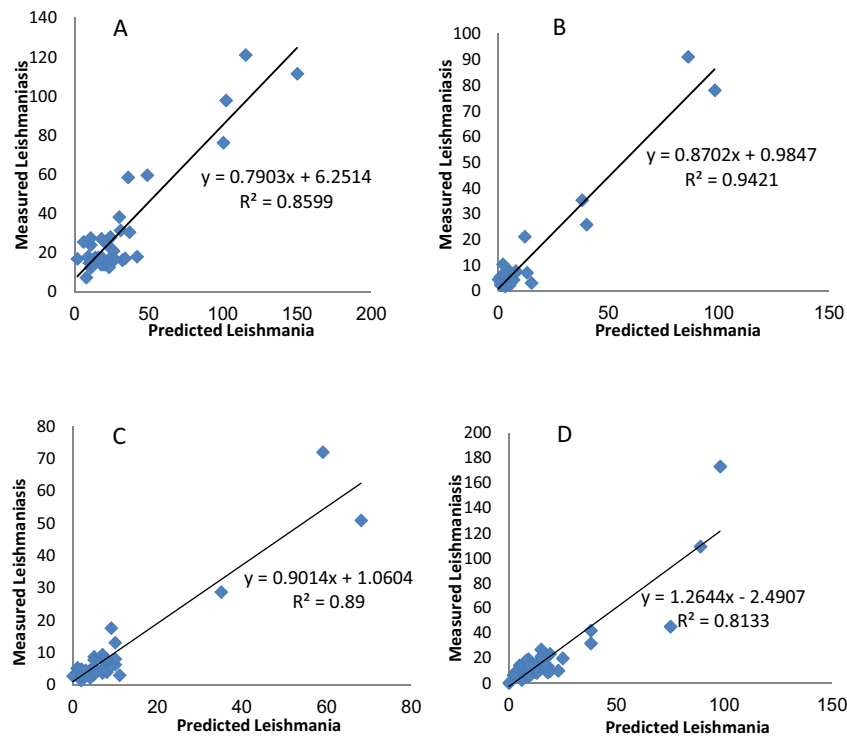 A
Measured Leishmaniasis
140
120
100
80
60
40
20
0
y = 0.7903x + 6.2514
R² = 0.8599
0
50
100
150
200
Predicted Leishmania
B
Measured Leishmaniasis
100
90
80
70
60
50
40
30
20
10
0
y = 0.8702x + 0.9847
R² = 0.9421
0
50
100
150
Predicted Leishmania
C
Measured Leishmaniasis
80
70
60
50
40
30
20
10
0
y = 0.9014x + 1.0604
R² = 0.89
0
20
40
60
80
Predicted Leishmania
D
Measured Leishmaniasis
200
180
160
140
120
100
80
60
40
20
0
y = 1.2644x - 2.4907
R² = 0.8133
0
50
100
150
Predicted Leishmania